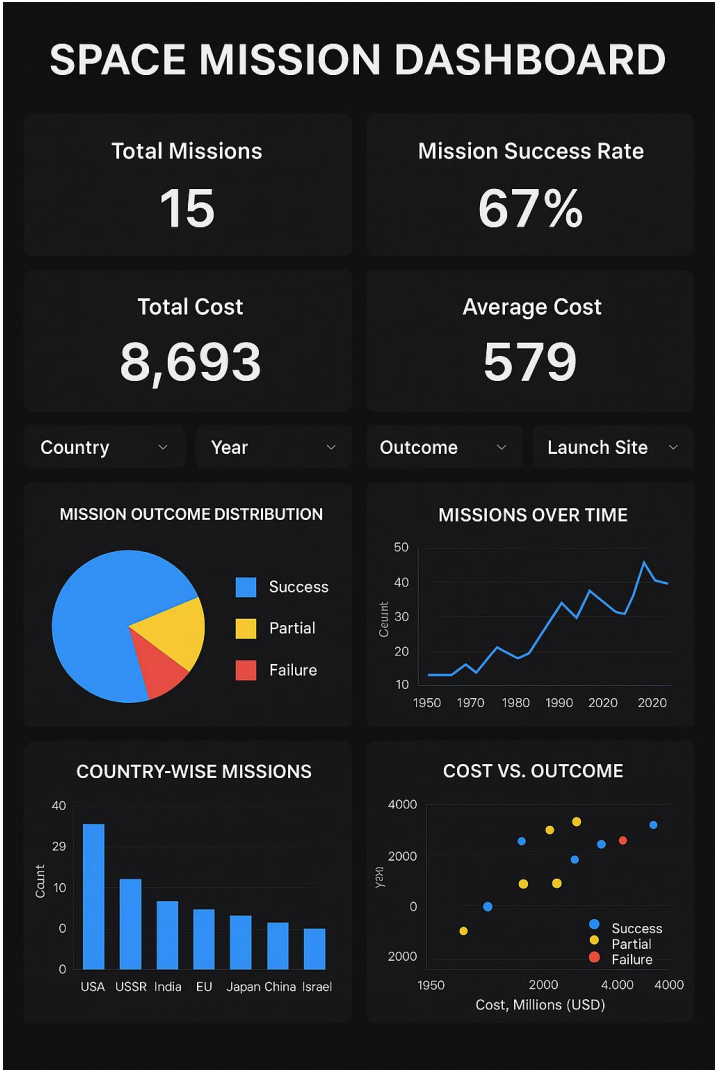 SPACE MISSION DASHBOARD
Total Missions
15
Mission Success Rate
67%
Total Cost
8,693
Average Cost
579
Country
Year
Outcome
Launch Site
MISSION OUTCOME DISTRIBUTION
Success
Partial
Failure
MISSIONS OVER TIME
50
40
30
20
10
1950 1970 1980 1990 2020 2020
COUNTRY-WISE MISSIONS
40
29
10
0
0
Count
USA USSR India EU Japan China Israel
COST VS. OUTCOME
4000
2000
0
2000
Success
Partial
Failure
1950 2000 4.000 4000
Cost, Millions (USD)